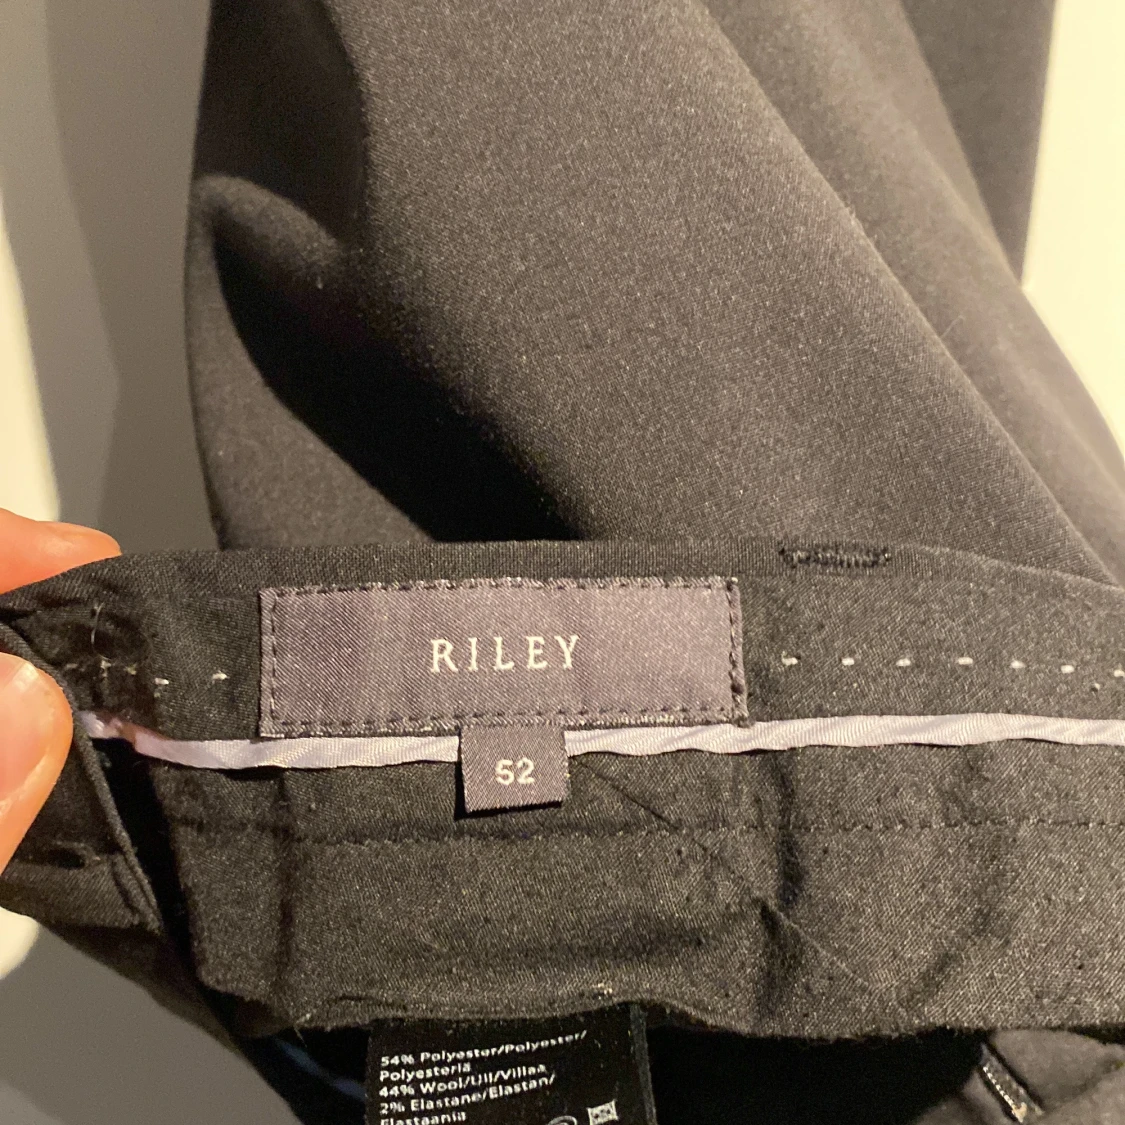 RILEY
52
54% Polyester/Polyester/
Polyesteria
44% Wool/Ull/Villaa
2% Elastane/Elastan/
Elastaania